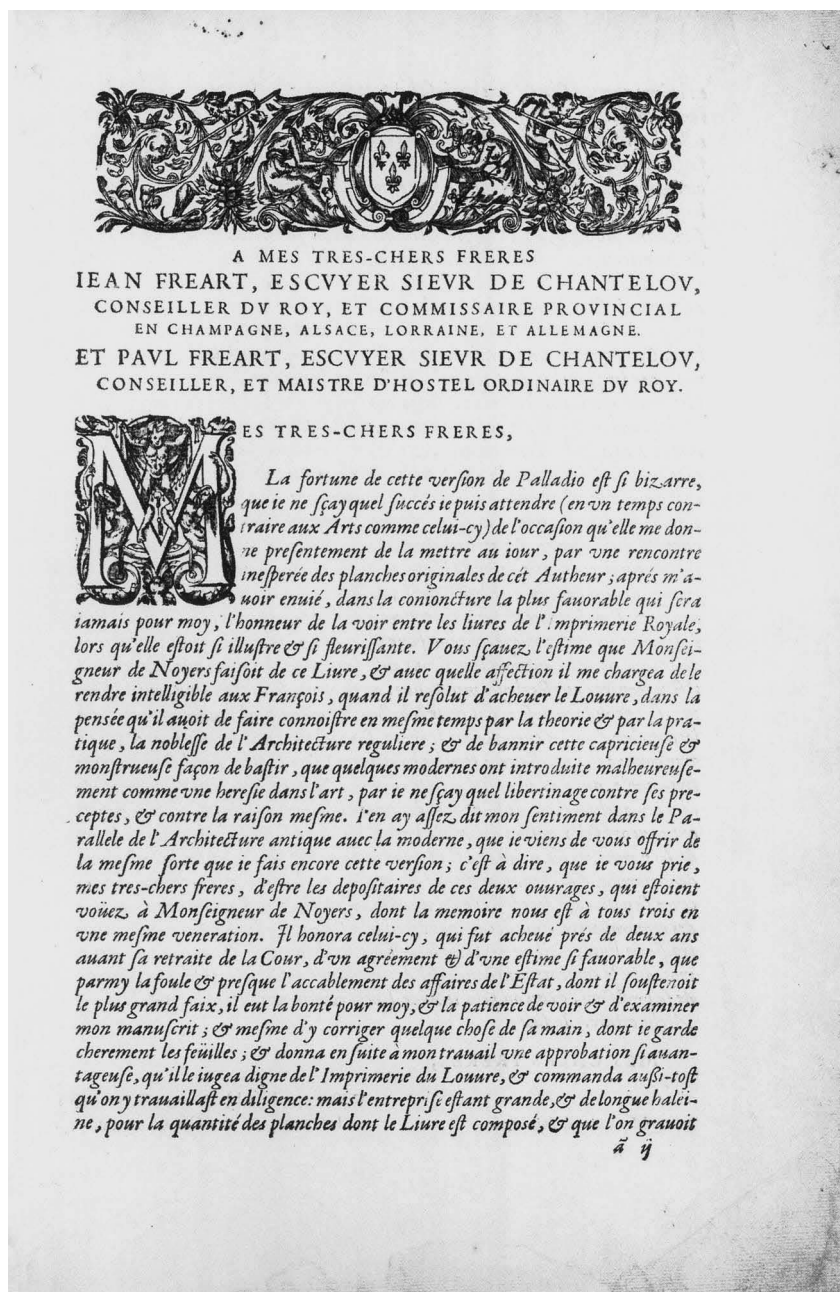 A MES TRES-CHERS FRERES
IEAN FREART, ESCVYER SIEVR DE CHANTELOV,
CONSEILLER DV ROY, ET COMMISSAIRE PROVINCIAL
EN CHAMPAGNE, ALSACE, LORRAINE, ET ALLEMAGNE.
ET PAVL FREART, ESCVYER SIEVR DE CHANTELOV,
CONSEILLER, ET MAISTRE D'HOSTEL ORDINAIRE DV ROY.
MES TRES-CHERS FRERES,
La fortune de cette verſion de Palladio eſt ſi bizarre,
que ie ne ſçay quel ſuccés ie puis attendre (en vn temps con-
traire aux Arts comme celui-cy) de l'occaſion qu'elle me don-
ne preſentement de la mettre au iour, par vne rencontre
ineſperée des planches originales de cét Autheur; aprés m'a-
uoir enuié, dans la conioncture la plus fauorable qui ſera
iamais pour moy, l'honneur de la voir entre les liures de l'Imprimerie Royale,
lors qu'elle eſtoit ſi illuſtre & ſi fleuriſſante. Vous ſçauez l'eſtime que Monſei-
gneur de Noyers faiſoit de ce Liure, & auec quelle affection il me chargea de le
rendre intelligible aux François, quand il reſolut d'acheuer le Louure, dans la
penſée qu'il auoit de faire connoiſtre en meſme temps par la theorie & par la pra-
tique, la nobleſſe de l'Architecture reguliere; & de bannir cette capricieuſe &
monſtrueuſe façon de baſtir, que quelques modernes ont introduite malheureuſe-
ment comme vne hereſie dans l'art, par ie ne ſçay quel libertinage contre ſes pre-
ceptes, & contre la raiſon meſme. I'en ay aſſez dit mon ſentiment dans le Pa-
rallele de l'Architecture antique auec la moderne, que ie viens de vous offrir de
la meſme ſorte que ie fais encore cette verſion; c'eſt à dire, que ie vous prie,
mes tres-chers freres, d'eſtre les depoſitaires de ces deux ouurages, qui eſtoient
voüez à Monſeigneur de Noyers, dont la memoire nous eſt à tous trois en
vne meſme veneration. Il honora celui-cy, qui fut acheué prés de deux ans
auant ſa retraite de la Cour, d'vn agréement & d'vne eſtime ſi fauorable, que
parmy la foule & preſque l'accablement des affaires de l'Eſtat, dont il ſouſtenoit
le plus grand faix, il eut la bonté pour moy, & la patience de voir & d'examiner
mon manuſcrit; & meſme d'y corriger quelque choſe de ſa main, dont ie garde
cherement les feüilles; & donna en ſuite à mon trauail vne approbation ſi auan-
tageuſe, qu'il le iugea digne de l'Imprimerie du Louure, & commanda auſſi-toſt
qu'on y trauaillaſt en diligence: mais l'entrepriſe eſtant grande, & de longue halei-
ne, pour la quantité des planches dont le Liure eſt compoſé, & que l'on grauoit
ã ij